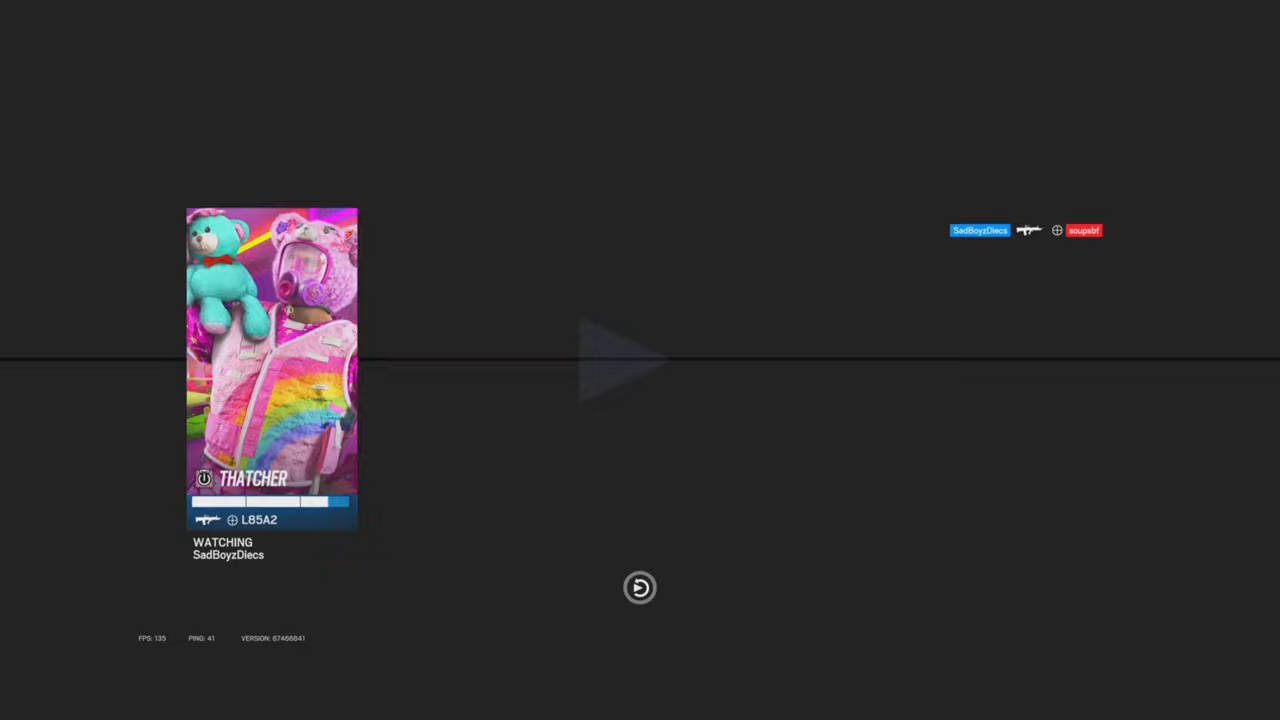 SadBoyzDiecs soupsbf
THATCHER
L85A2
WATCHING
SadBoyzDiecs
FPS: 135 PING: 41 VERSION: 67466841